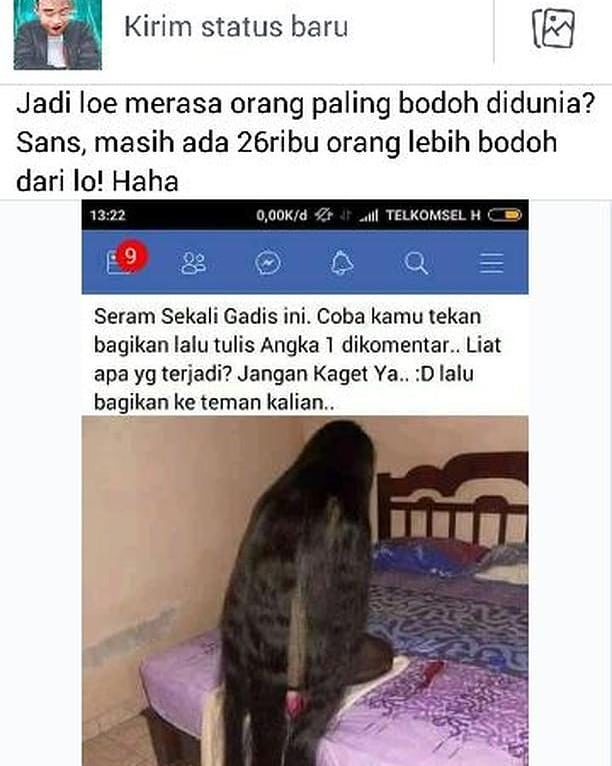 Kirim status baru
Jadi loe merasa orang paling bodoh didunia?
Sans, masih ada 26ribu orang lebih bodoh
dari lo! Haha
13:22 0,00K/d TELKOMSEL H
9
Seram Sekali Gadis ini. Coba kamu tekan
bagikan lalu tulis Angka 1 dikomentar.. Liat
apa yg terjadi? Jangan Kaget Ya.. :D lalu
bagikan ke teman kalian..